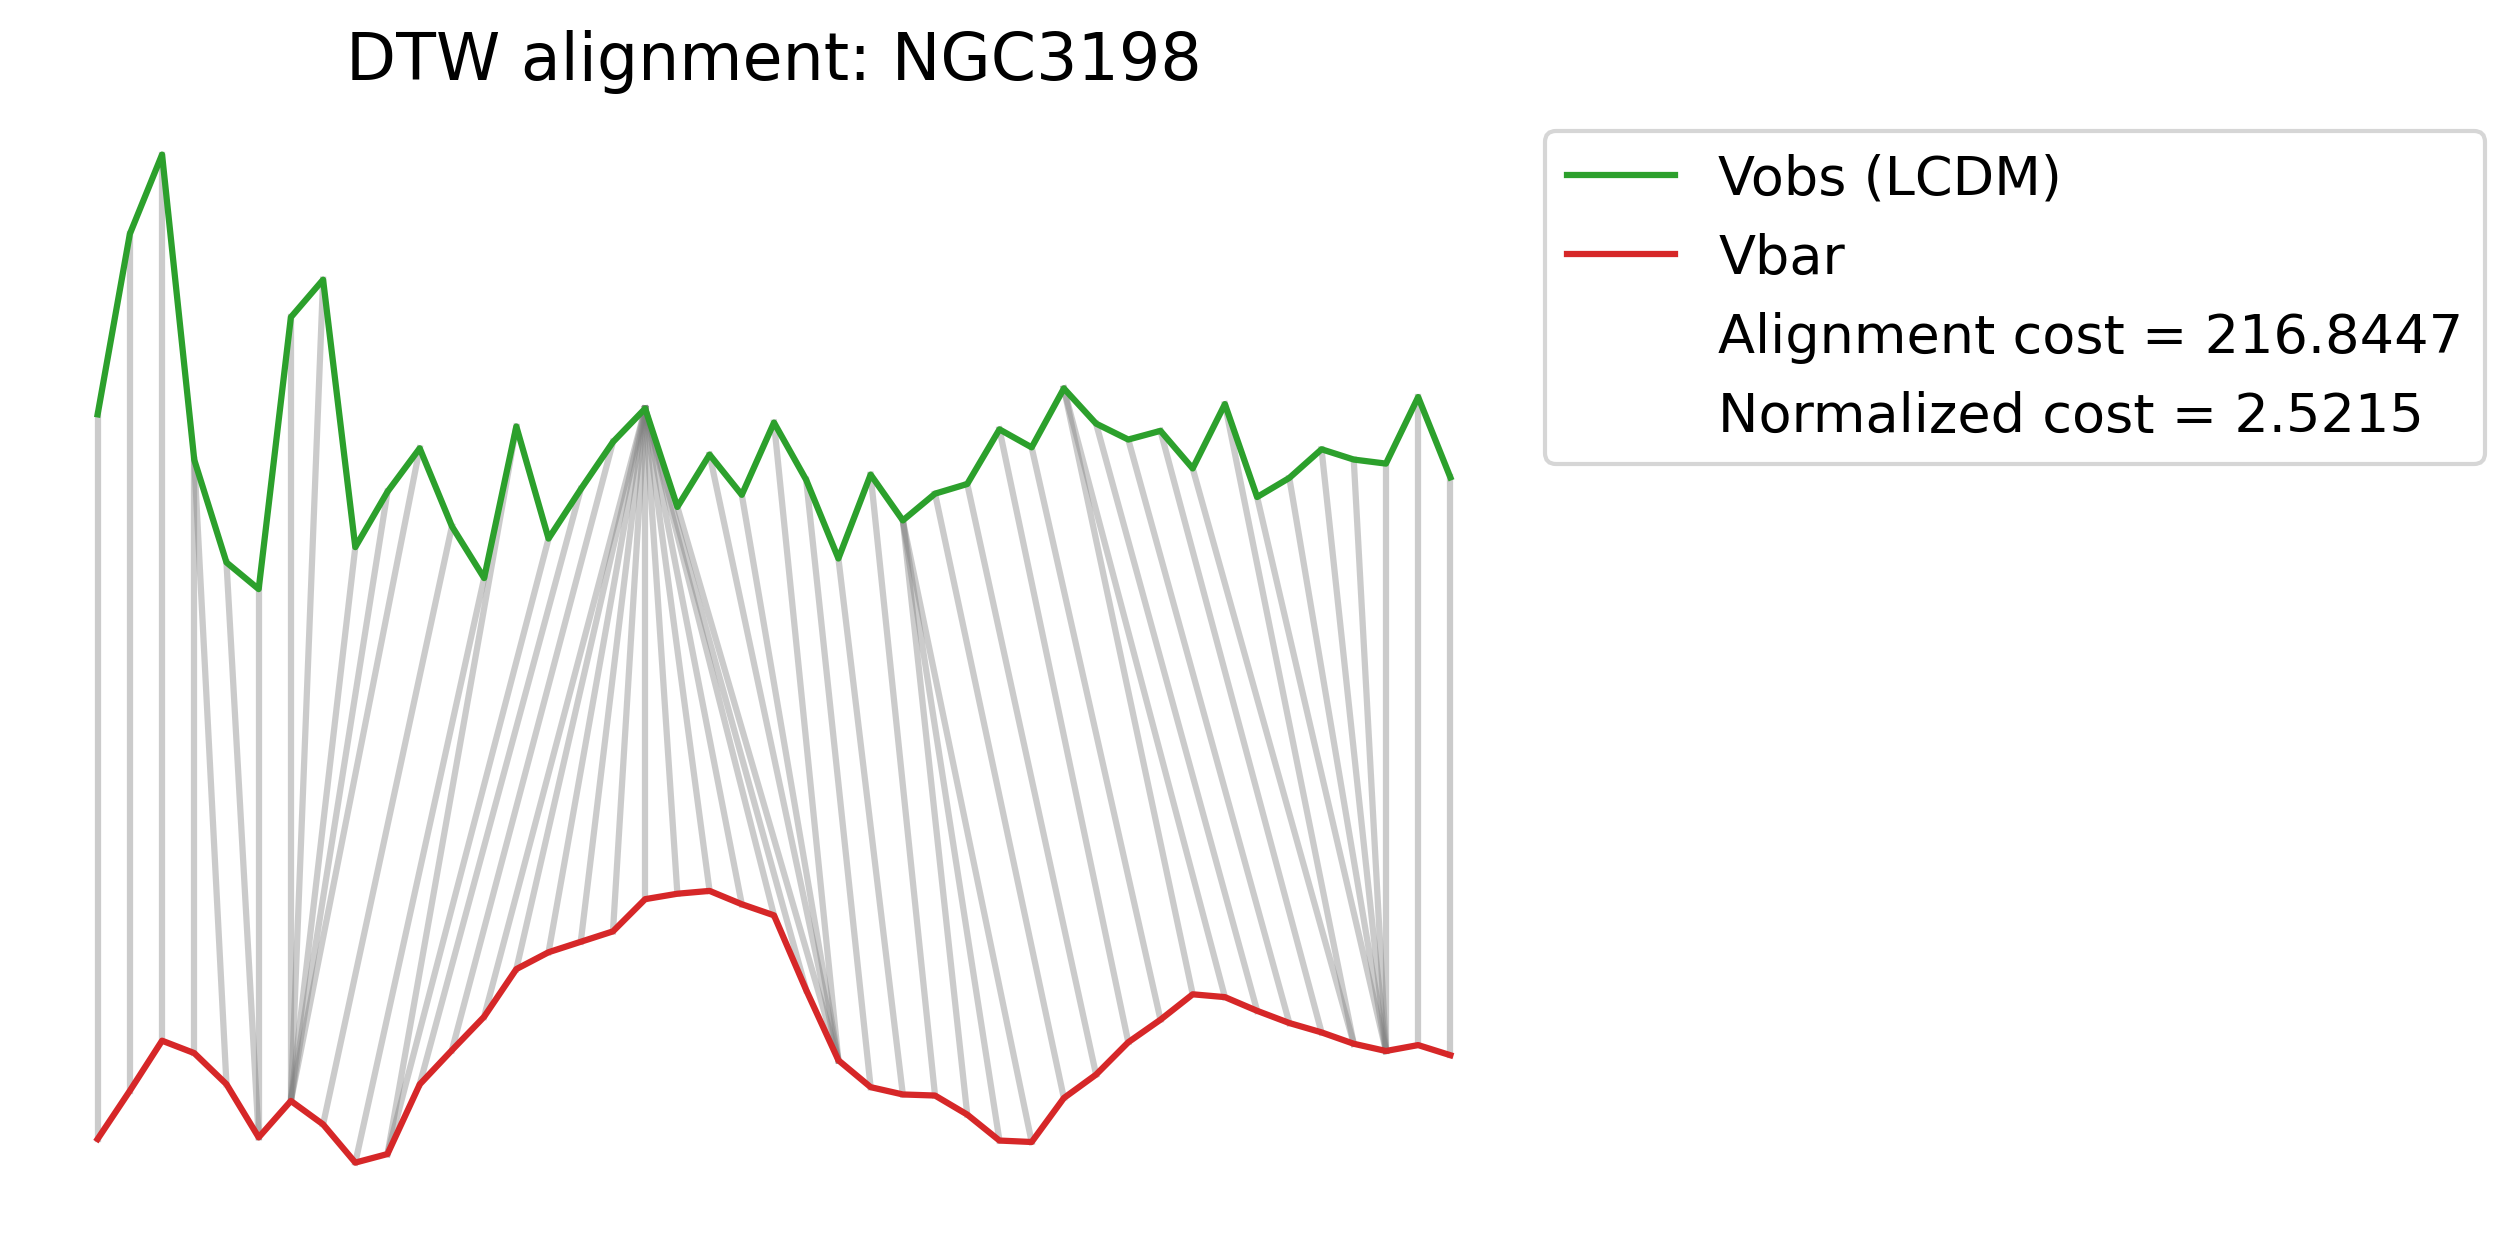 DTW alignment: NGC3198
Vobs (LCDM)
Vbar
Alignment cost = 216.8447
Normalized cost = 2.5215